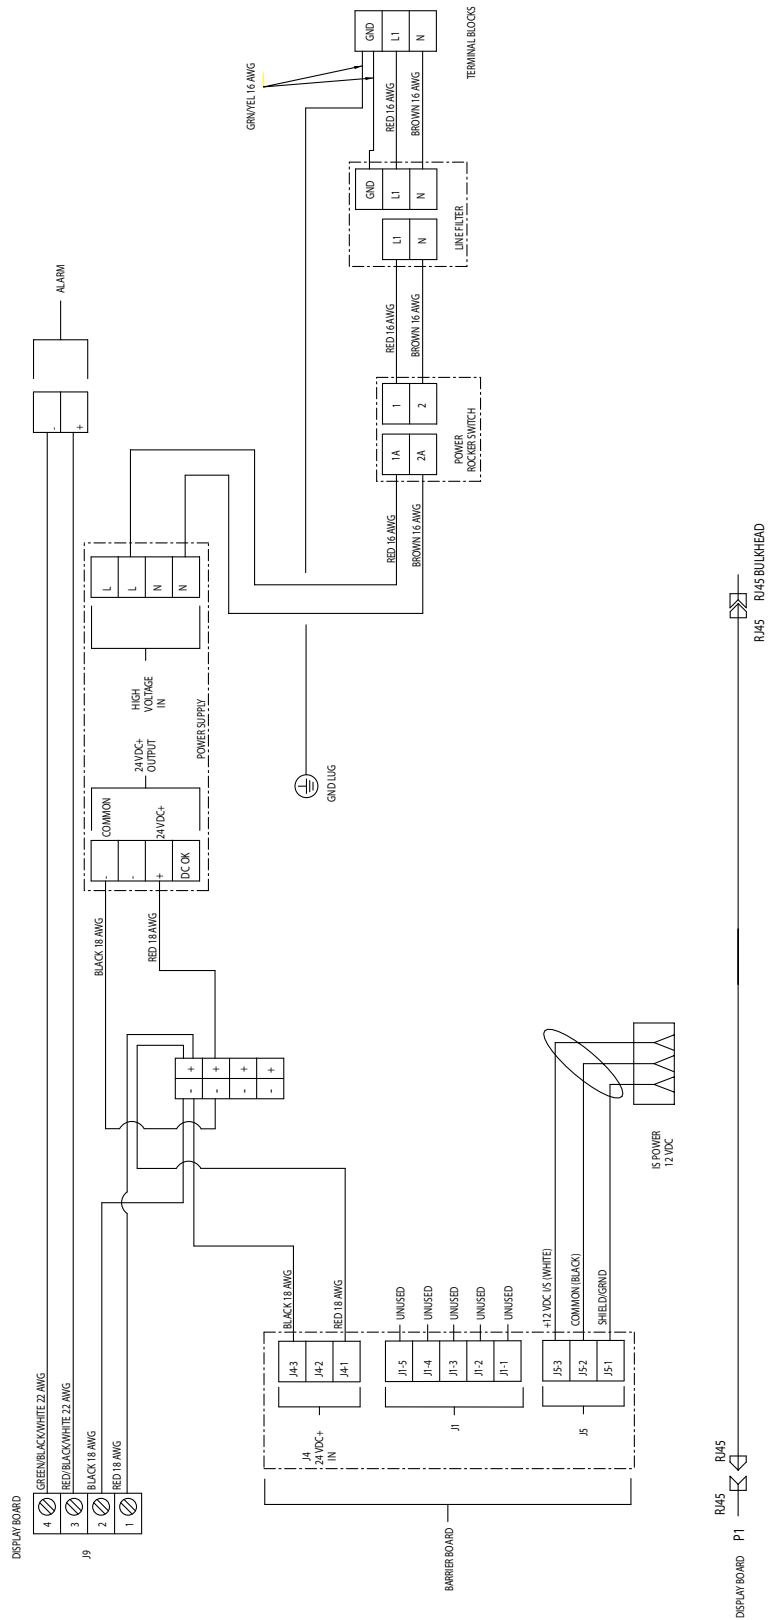 DISPLAY BOARD
J9
4
3
2
1
GREEN/BLACK/WHITE 22 AWG
RED/BLACK/WHITE 22 AWG
BLACK 18 AWG
RED 18 AWG
-
+
ALARM
BLACK 18 AWG
RED 18 AWG
-
-
+
DC OK
COMMON
24 VDC+
24 VDC+
OUTPUT
HIGH
VOLTAGE
IN
L
L
N
N
POWER SUPPLY
- +
- +
- +
- +
GND LUG
GRN/YEL 16 AWG
GND
L1
N
TERMINAL BLOCKS
RED 16 AWG
BROWN 16 AWG
GND
L1
N
L1
N
LINE FILTER
RED 16 AWG
BROWN 16 AWG
1
2
1A
2A
POWER
ROCKER SWITCH
RED 16 AWG
BROWN 16 AWG
BARRIER BOARD
J4
24 VDC+
IN
J4-3
J4-2
J4-1
BLACK 18 AWG
RED 18 AWG
J1
J1-5
J1-4
J1-3
J1-2
J1-1
UNUSED
UNUSED
UNUSED
UNUSED
UNUSED
J5
J5-3
J5-2
J5-1
+12 VDC I/S (WHITE)
COMMON (BLACK)
SHIELD/GRND
IS POWER
12 VDC
DISPLAY BOARD
P1
RJ45
RJ45
RJ45
RJ45 BULKHEAD